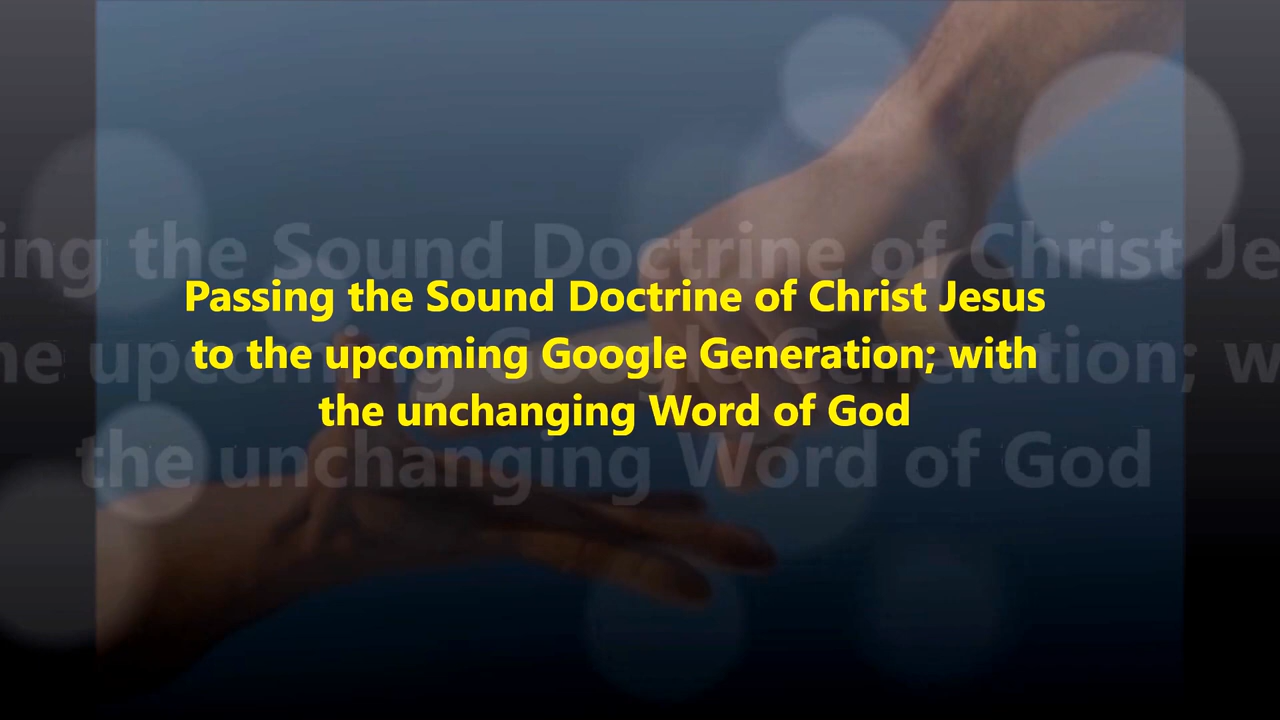 Passing the Sound Doctrine of Christ Jesus
to the upcoming Google Generation; with
the unchanging Word of God